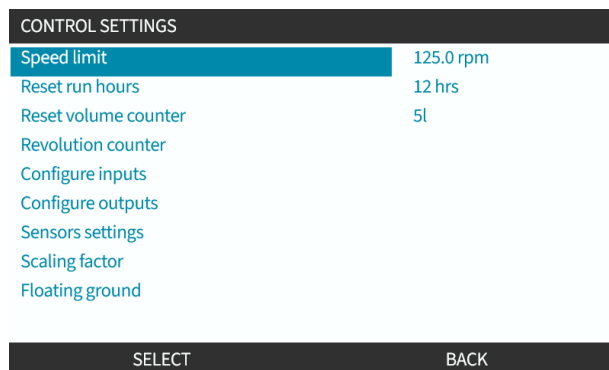 CONTROL SETTINGS
Speed limit 125.0 rpm
Reset run hours 12 hrs
Reset volume counter 5l
Revolution counter
Configure inputs
Configure outputs
Sensors settings
Scaling factor
Floating ground
SELECT BACK